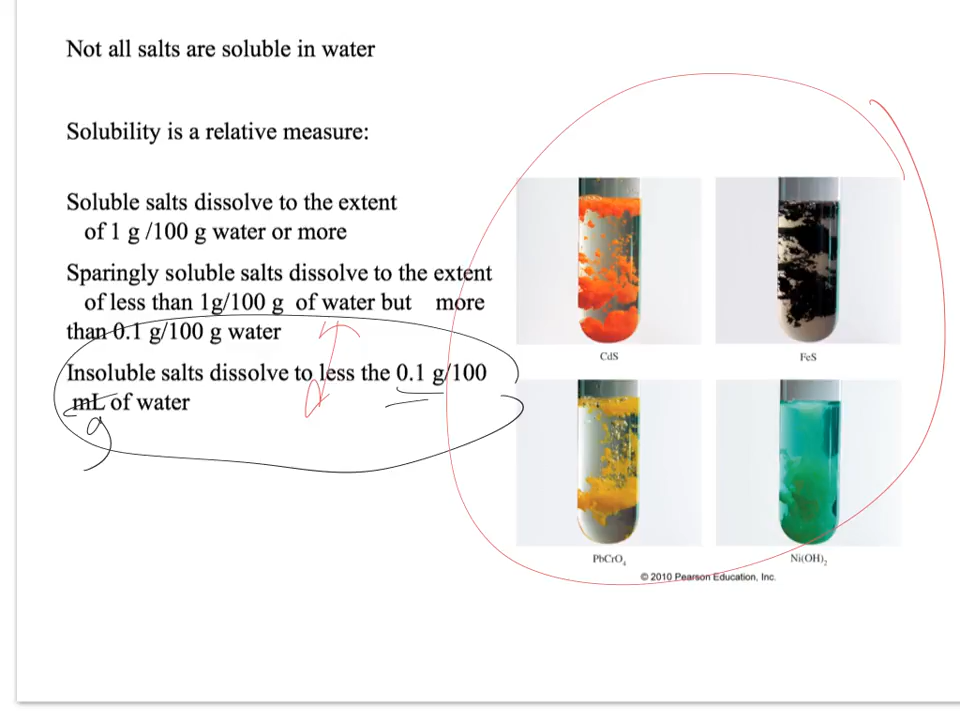 Not all salts are soluble in water
Solubility is a relative measure:
Soluble salts dissolve to the extent
of 1 g /100 g water or more
Sparingly soluble salts dissolve to the extent
of less than 1g/100 g of water but more
than 0.1 g/100 g water
Insoluble salts dissolve to less the 0.1 g/100
mL of water
g
CdS
FeS
PbCrO₄
Ni(OH)₂
© 2010 Pearson Education, Inc.